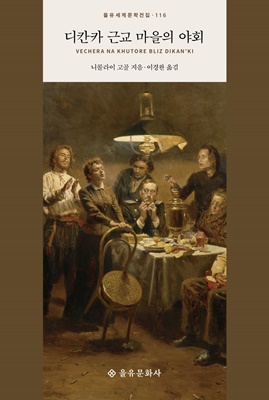 을유세계문학전집 · 116
디칸카 근교 마을의 야회
VECHERA NA KHUTORE BLIZ DIKAN'KI
니콜라이 고골 지음 · 이경완 옮김
을유문화사